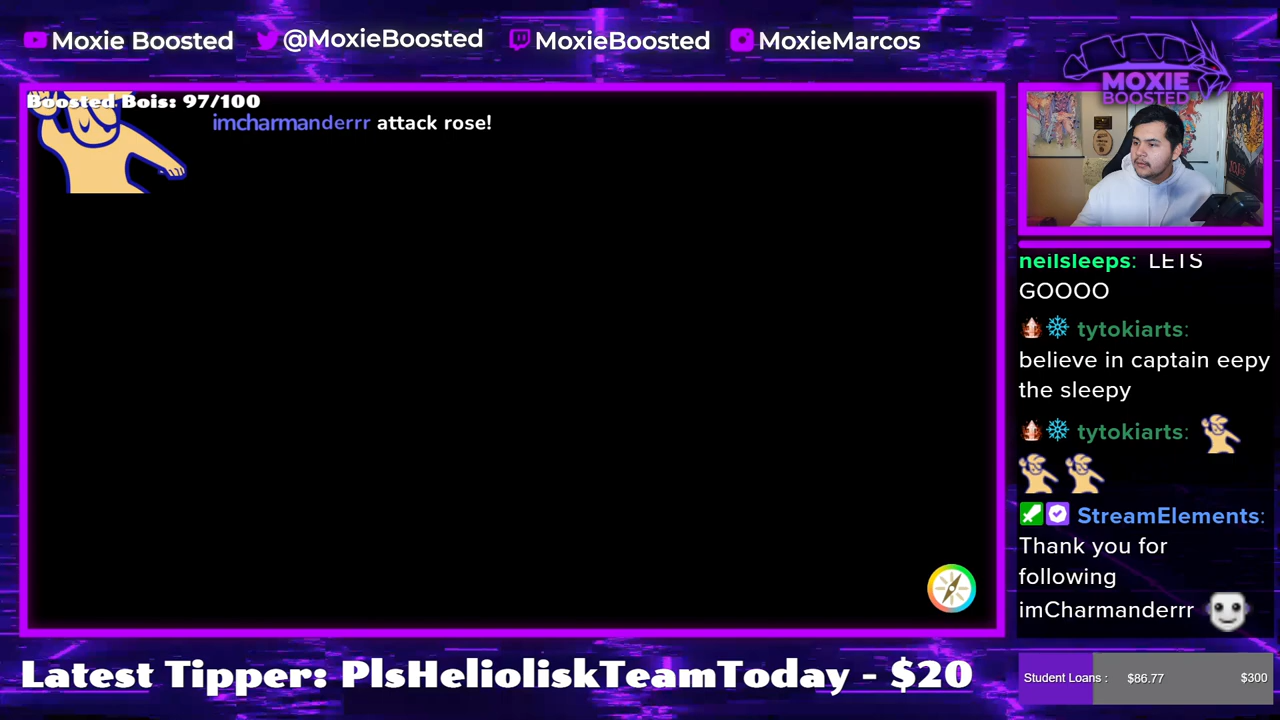 Moxie Boosted @MoxieBoosted MoxieBoosted MoxieMarcos
MOXIE
BOOSTED
Boosted Bois: 97/100
imcharmanderrr attack rose!
neilsleeps: LETS
GOOOO
tytokiarts:
believe in captain eepy
the sleepy
tytokiarts:
StreamElements:
Thank you for
following
imCharmanderrr
Latest Tipper: PlsHelioliskTeamToday - $20
Student Loans : $86.77 $300